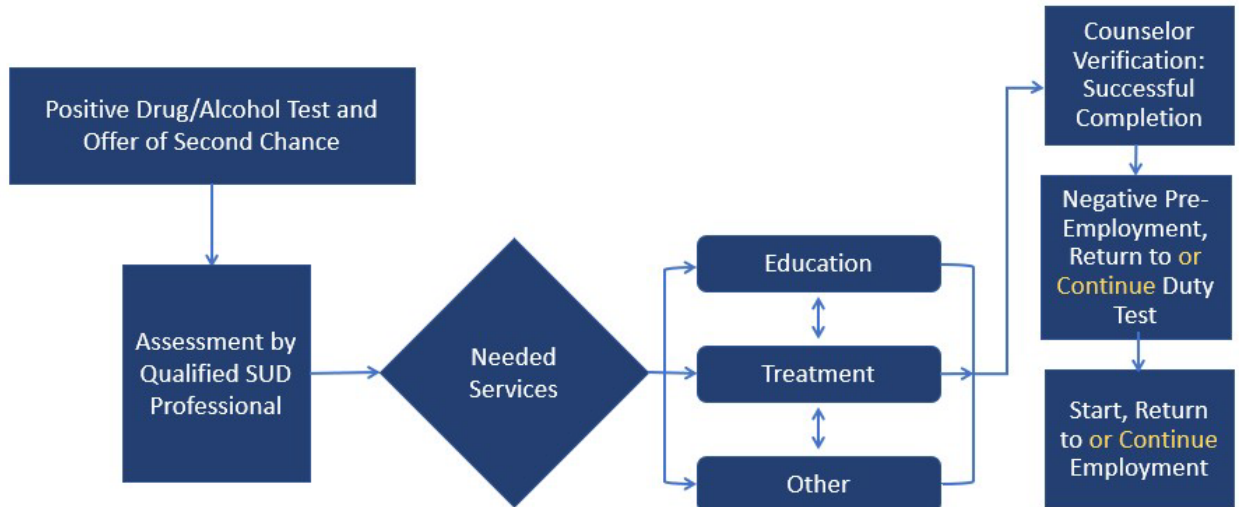 Positive Drug/Alcohol Test and
Offer of Second Chance
Assessment by
Qualified SUD
Professional
Needed
Services
Education
Treatment
Other
Counselor
Verification:
Successful
Completion
Negative Pre-
Employment,
Return to or
Continue Duty
Test
Start, Return
to or Continue
Employment